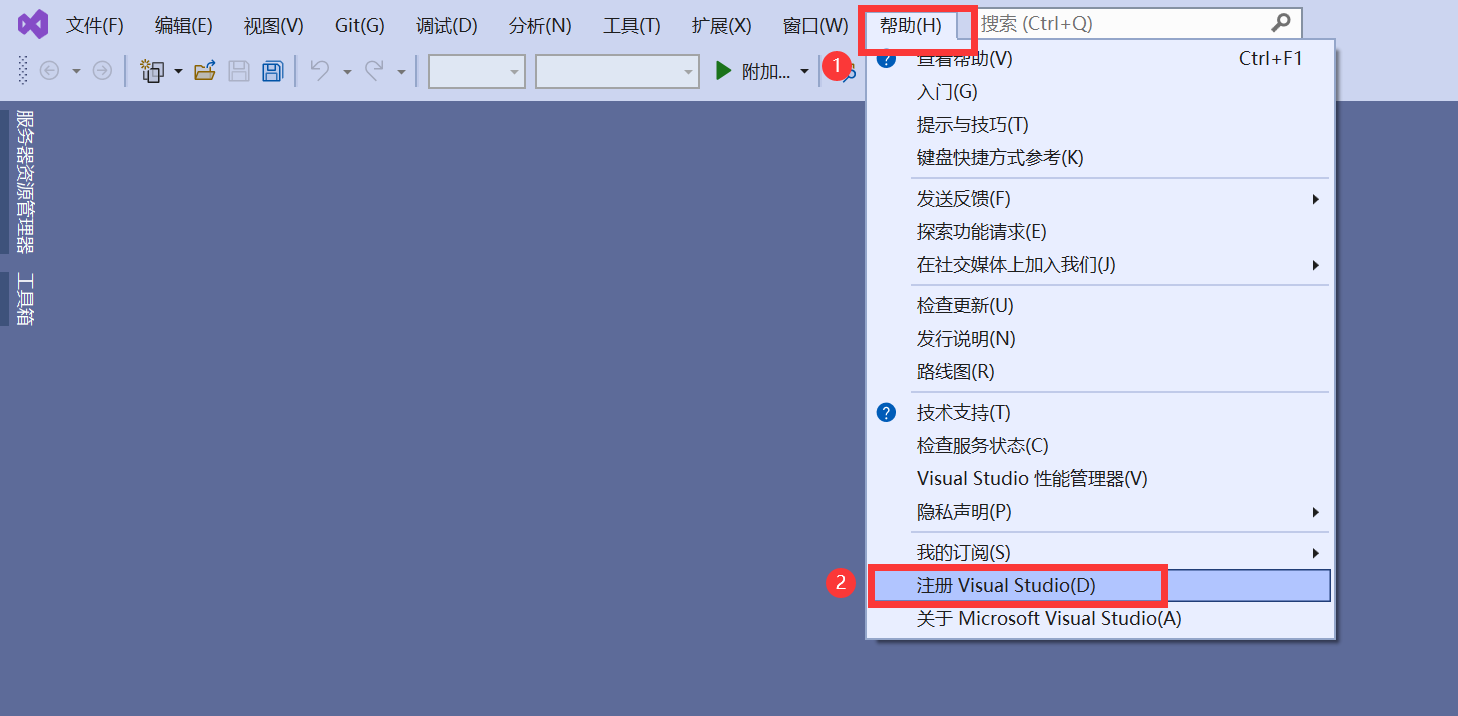 文件(F) 编辑(E) 视图(V) Git(G) 调试(D) 分析(N) 工具(T) 扩展(X) 窗口(W) 帮助(H) 搜索 (Ctrl+Q)
附加... 1
服务器资源管理器
工具箱
查看帮助(V) Ctrl+F1
入门(G)
提示与技巧(T)
键盘快捷方式参考(K)
发送反馈(F)
探索功能请求(E)
在社交媒体上加入我们(J)
检查更新(U)
发行说明(N)
路线图(R)
技术支持(T)
检查服务状态(C)
Visual Studio 性能管理器(V)
隐私声明(P)
我的订阅(S)
2 注册 Visual Studio(D)
关于 Microsoft Visual Studio(A)